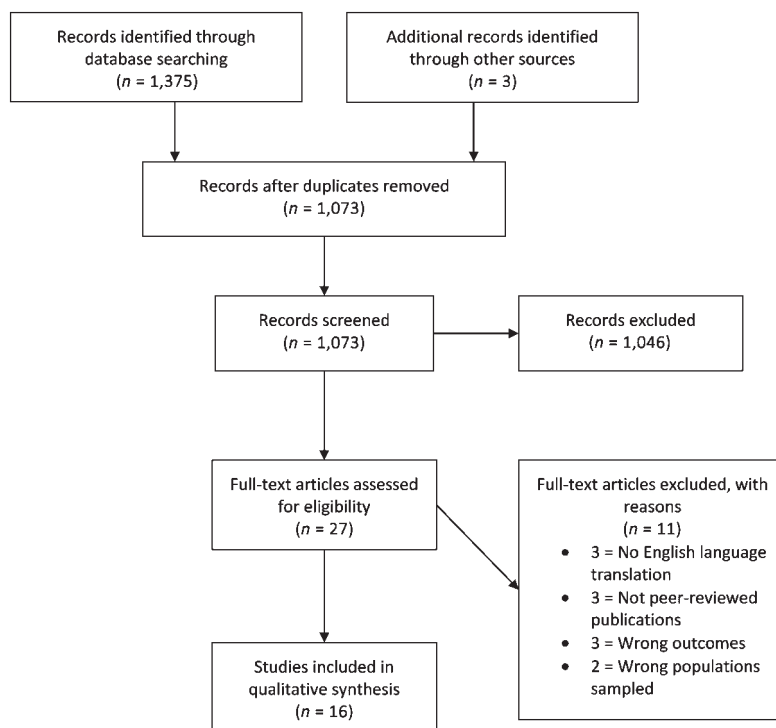 Records identified through
database searching
(n = 1,375)
Additional records identified
through other sources
(n = 3)
Records after duplicates removed
(n = 1,073)
Records screened
(n = 1,073)
Records excluded
(n = 1,046)
Full-text articles assessed
for eligibility
(n = 27)
Full-text articles excluded, with
reasons
(n = 11)
• 3 = No English language
translation
• 3 = Not peer-reviewed
publications
• 3 = Wrong outcomes
• 2 = Wrong populations
sampled
Studies included in
qualitative synthesis
(n = 16)